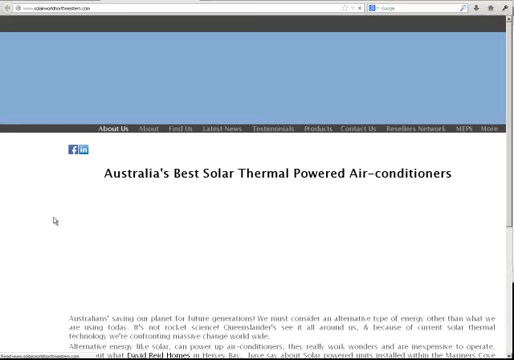 www.solarworldnorthwestern.com
Google
About Us About Find Us Latest News Testimonials Products Contact Us Resellers Network MEPS More
f in
Australia's Best Solar Thermal Powered Air-conditioners
Australians' saving our planet for future generations! We must consider an alternative type of energy other than what we
are using today. It's not rocket science! Queenslander's see it all around us, & because of current solar thermal
technology we're confronting massive change world wide.
Alternative energy like solar, can power up air-conditioners, they really work wonders and are inexpensive to operate.
out what David Reid Homes in Hervey Bay, have say about Solar powered units installed within the Mariners Cove